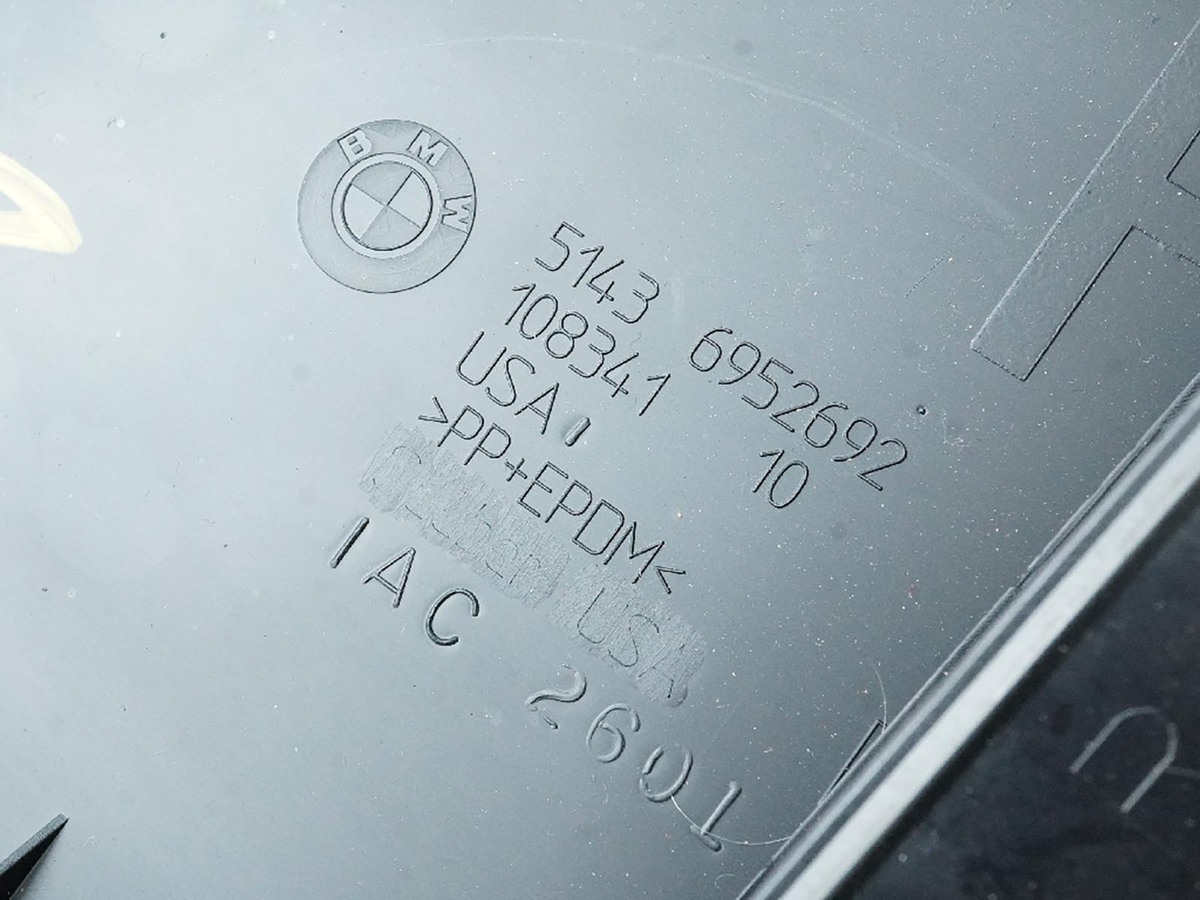 BMW
5143 6952692
108341 10
USA
>PP+EPDM<
USA
IAC 2601